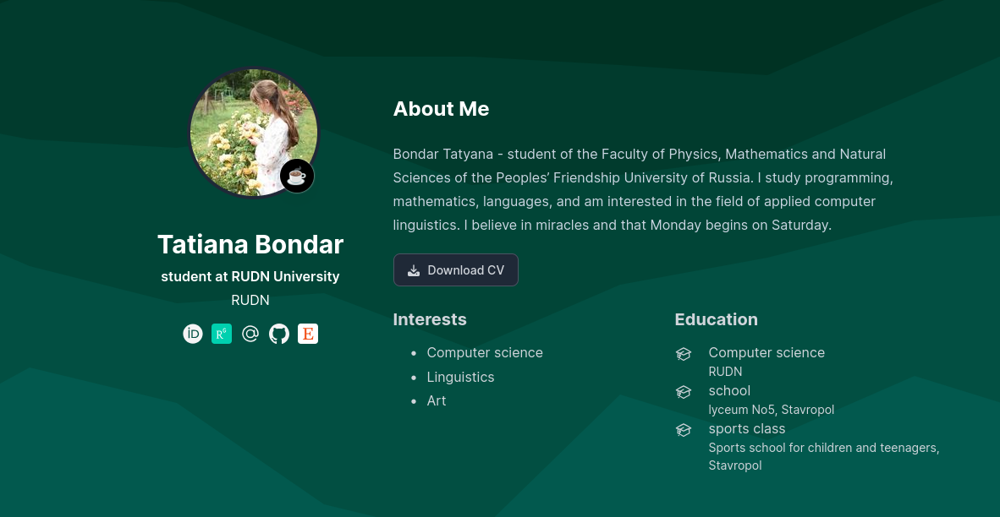 Tatiana Bondar
student at RUDN University
RUDN
iD
R⁶
@
E
About Me
Bondar Tatyana - student of the Faculty of Physics, Mathematics and Natural
Sciences of the Peoples’ Friendship University of Russia. I study programming,
mathematics, languages, and am interested in the field of applied computer
linguistics. I believe in miracles and that Monday begins on Saturday.
Download CV
Interests
• Computer science
• Linguistics
• Art
Education
Computer science
RUDN
school
lyceum No5, Stavropol
sports class
Sports school for children and teenagers,
Stavropol